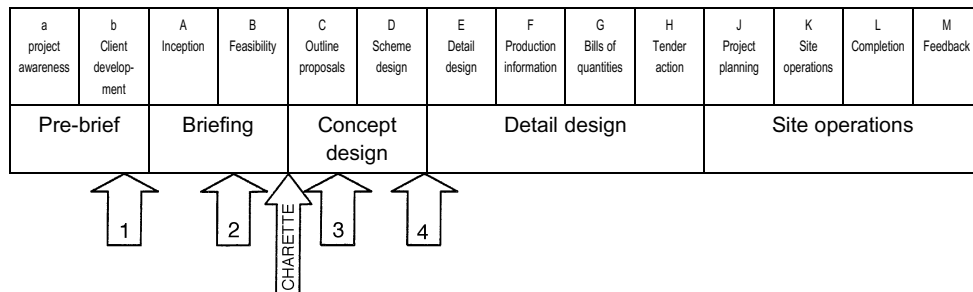 a
project
awareness
b
Client
develop-
ment
A
Inception
B
Feasibility
C
Outline
proposals
D
Scheme
design
E
Detail
design
F
Production
information
G
Bills of
quantities
H
Tender
action
J
Project
planning
K
Site
operations
L
Completion
M
Feedback
Pre-brief
Briefing
Concept
design
Detail design
Site operations
1
2
CHARETTE
3
4